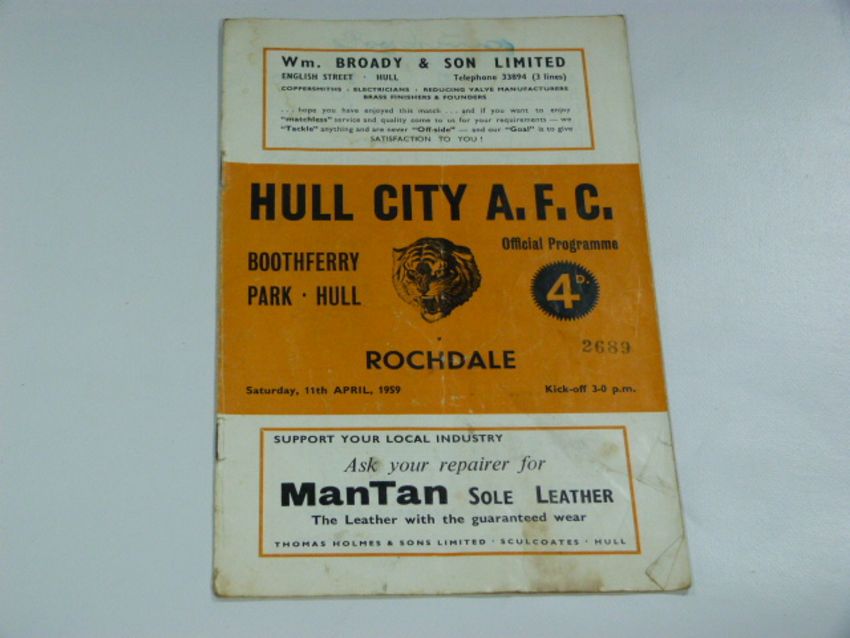 Wm. BROADY & SON LIMITED
ENGLISH STREET · HULL Telephone 33894 (3 lines)
COPPERSMITHS · ELECTRICIANS · REDUCING VALVE MANUFACTURERS
BRASS FINISHERS & FOUNDERS
. . . hope you have enjoyed this match . . . and if you want to enjoy
"matchless" service and quality come to us for your requirements — we
"Tackle" anything and are never "Off-side" — and our "Goal" is to give
SATISFACTION TO YOU !
HULL CITY A.F.C.
Official Programme
BOOTHFERRY
PARK · HULL
4D.
2689
ROCHDALE
Saturday, 11th APRIL, 1959 Kick-off 3-0 p.m.
SUPPORT YOUR LOCAL INDUSTRY
Ask your repairer for
ManTan SOLE LEATHER
The Leather with the guaranteed wear
THOMAS HOLMES & SONS LIMITED · SCULCOATES · HULL